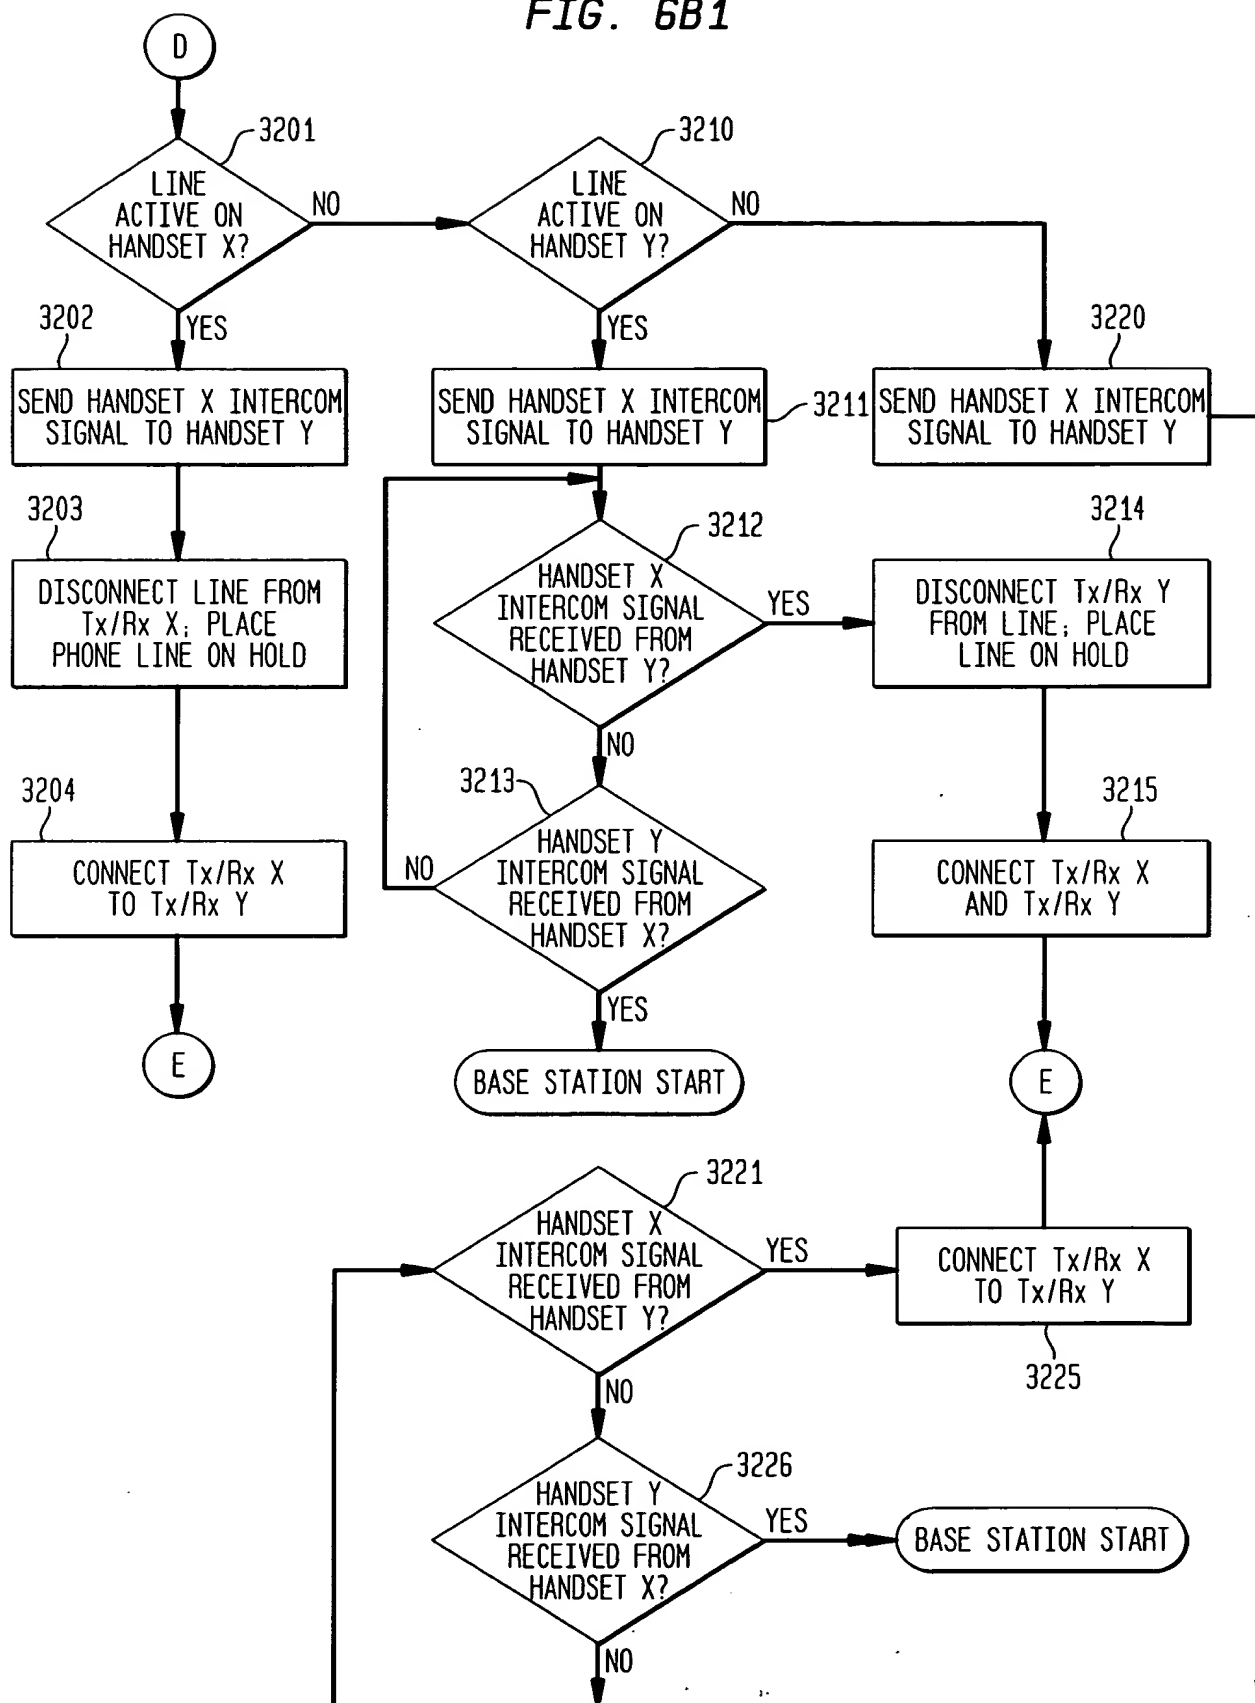 FIG. 6B1
D
3201
LINE
ACTIVE ON
HANDSET X?
NO
YES
3210
LINE
ACTIVE ON
HANDSET Y?
NO
YES
3202
SEND HANDSET X INTERCOM
SIGNAL TO HANDSET Y
SEND HANDSET X INTERCOM
SIGNAL TO HANDSET Y
3211
3220
SEND HANDSET X INTERCOM
SIGNAL TO HANDSET Y
3203
DISCONNECT LINE FROM
Tx/Rx X; PLACE
PHONE LINE ON HOLD
3212
HANDSET X
INTERCOM SIGNAL
RECEIVED FROM
HANDSET Y?
YES
NO
3214
DISCONNECT Tx/Rx Y
FROM LINE; PLACE
LINE ON HOLD
3204
CONNECT Tx/Rx X
TO Tx/Rx Y
E
3213
HANDSET Y
INTERCOM SIGNAL
RECEIVED FROM
HANDSET X?
NO
YES
BASE STATION START
3215
CONNECT Tx/Rx X
AND Tx/Rx Y
E
3221
HANDSET X
INTERCOM SIGNAL
RECEIVED FROM
HANDSET Y?
YES
NO
CONNECT Tx/Rx X
TO Tx/Rx Y
3225
3226
HANDSET Y
INTERCOM SIGNAL
RECEIVED FROM
HANDSET X?
YES
NO
BASE STATION START